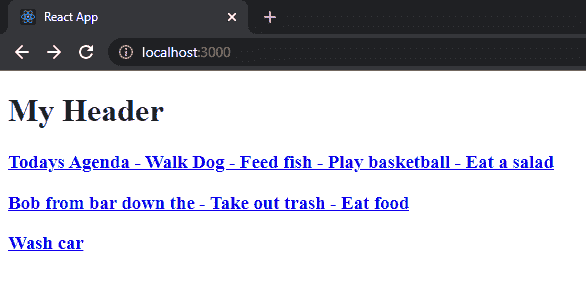 React App
localhost:3000
My Header
Todays Agenda - Walk Dog - Feed fish - Play basketball - Eat a salad
Bob from bar down the - Take out trash - Eat food
Wash car